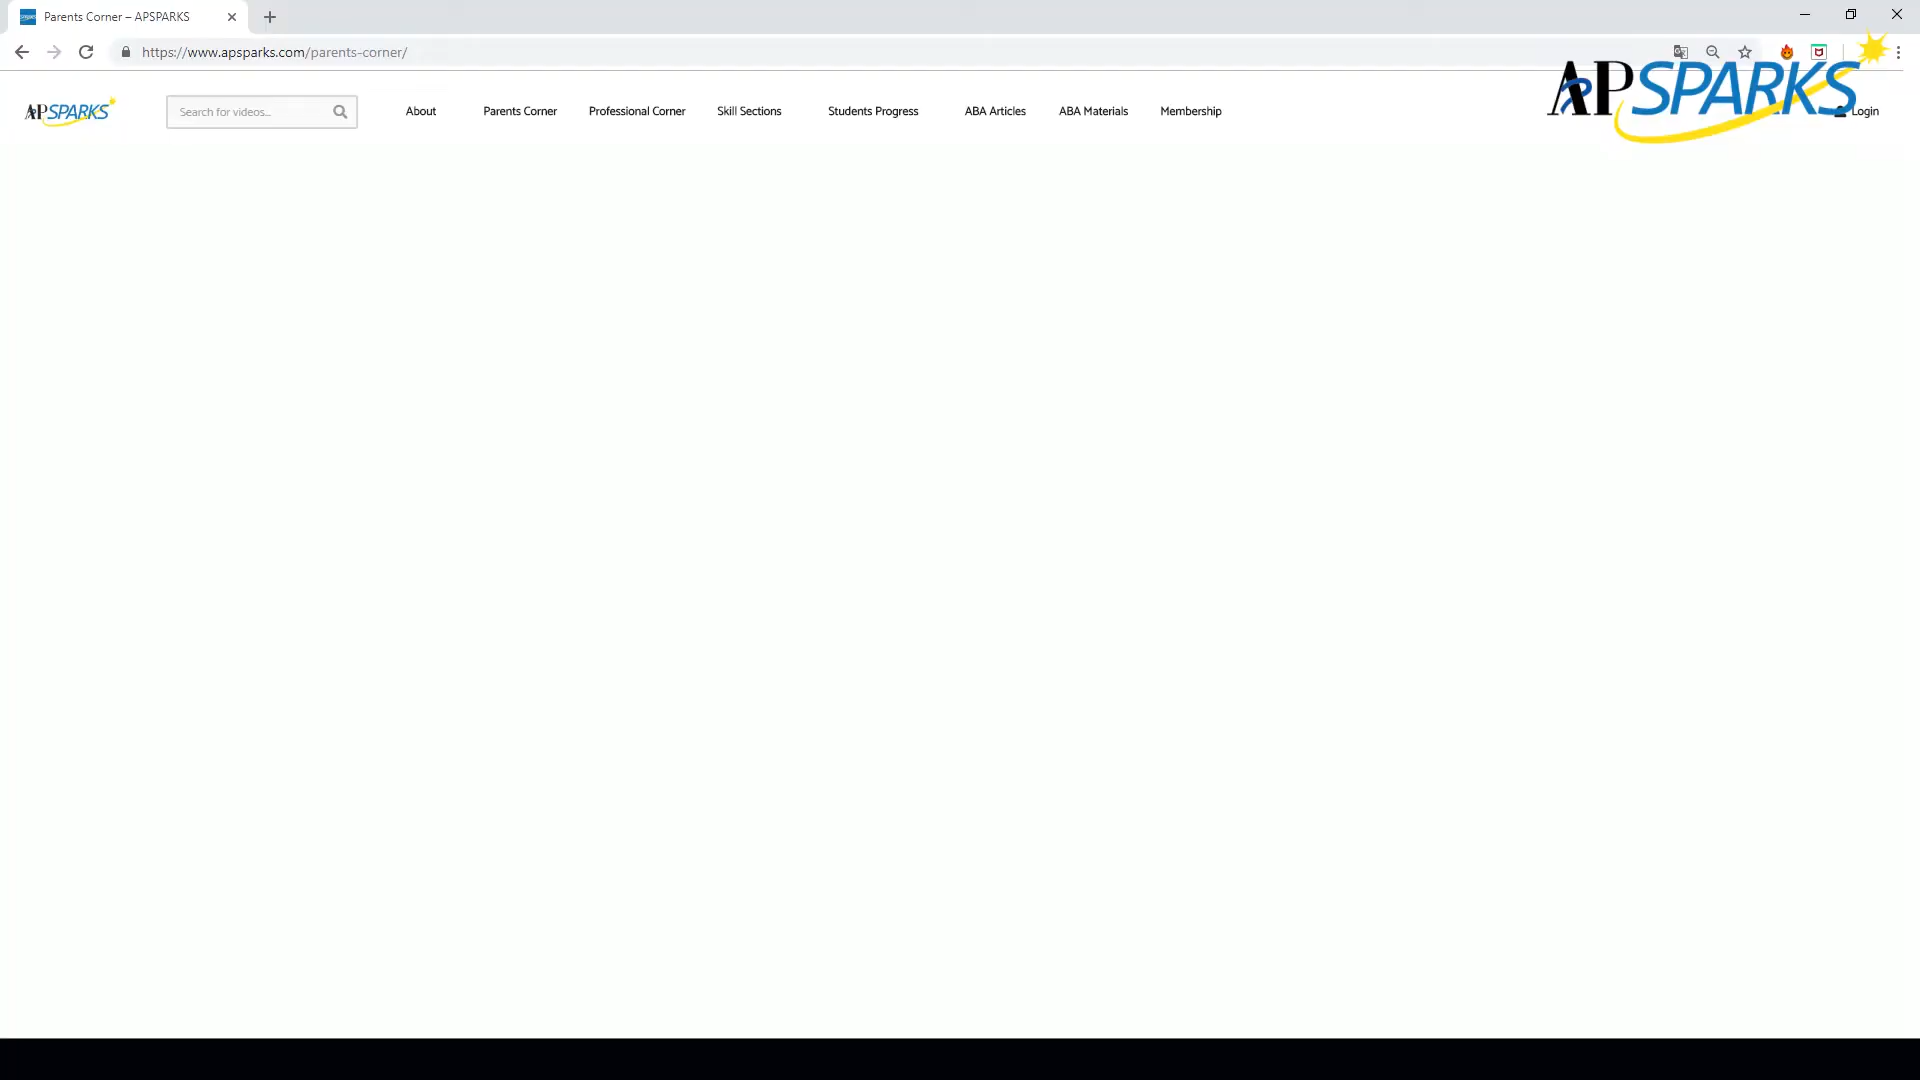 Parents Corner – APSPARKS
https://www.apsparks.com/parents-corner/
APSPARKS
APSPARKS Search for videos... About Parents Corner Professional Corner Skill Sections Students Progress ABA Articles ABA Materials Membership Login